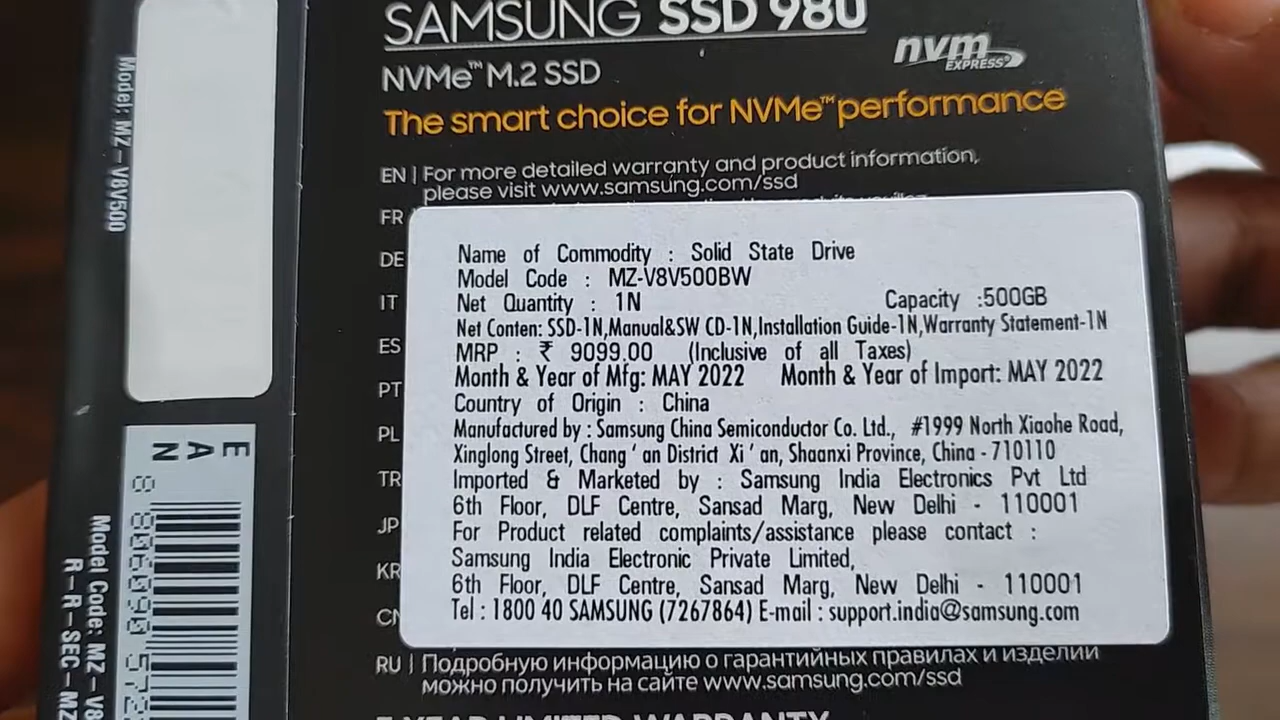 SAMSUNG SSD 980
nvm
EXPRESS
NVMe™ M.2 SSD
The smart choice for NVMe™ performance
EN | For more detailed warranty and product information,
please visit www.samsung.com/ssd
FR
DE
IT
ES
PT
PL
TR
JP
KR
CN
Name of Commodity : Solid State Drive
Model Code : MZ-V8V500BW
Net Quantity : 1N Capacity :500GB
Net Conten: SSD-1N,Manual&SW CD-1N,Installation Guide-1N,Warranty Statement-1N
MRP : ₹ 9099.00 (Inclusive of all Taxes)
Month & Year of Mfg: MAY 2022 Month & Year of Import: MAY 2022
Country of Origin : China
Manufactured by : Samsung China Semiconductor Co. Ltd., #1999 North Xiaohe Road,
Xinglong Street, Chang ' an District Xi ' an, Shaanxi Province, China - 710110
Imported & Marketed by : Samsung India Electronics Pvt Ltd
6th Floor, DLF Centre, Sansad Marg, New Delhi - 110001
For Product related complaints/assistance please contact :
Samsung India Electronic Private Limited,
6th Floor, DLF Centre, Sansad Marg, New Delhi - 110001
Tel : 1800 40 SAMSUNG (7267864) E-mail : support.india@samsung.com
RU | Подробную информацию о гарантийных правилах и изделии
можно получить на сайте www.samsung.com/ssd
YEAR LIMITED WARRANTY
Model: MZ-V8V500
EAN
8 806090 572
Model Code: MZ-V8
R-R-SEC-MZ